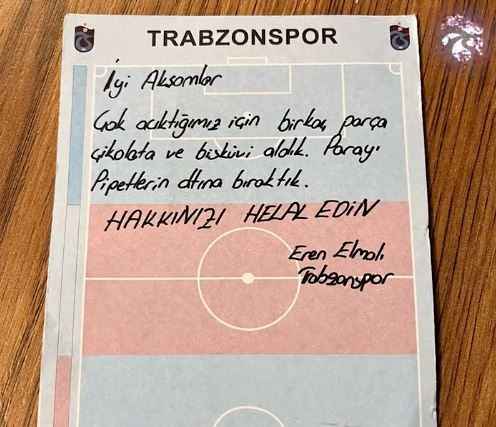 TRABZONSPOR
İyi Akşamlar
Çok acıktığımız için birkaç parça
çikolata ve bisküvi aldık. Parayı
Pipetlerin altına bıraktık.
HAKKINIZI HELAL EDİN
Eren Elmalı
Trabzonspor